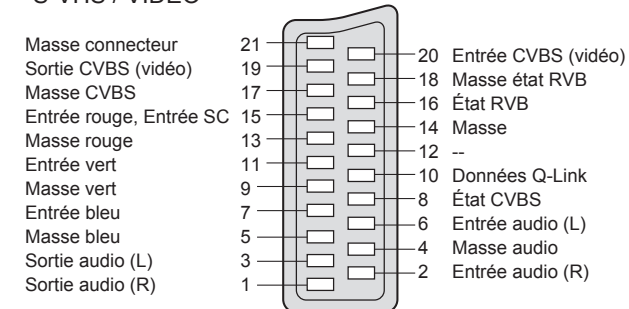 S-VHS / VIDEO
Masse connecteur 21
Sortie CVBS (vidéo) 19
Masse CVBS 17
Entrée rouge, Entrée SC 15
Masse rouge 13
Entrée vert 11
Masse vert 9
Entrée bleu 7
Masse bleu 5
Sortie audio (L) 3
Sortie audio (R) 1
20 Entrée CVBS (vidéo)
18 Masse état RVB
16 État RVB
14 Masse
12 --
10 Données Q-Link
8 État CVBS
6 Entrée audio (L)
4 Masse audio
2 Entrée audio (R)